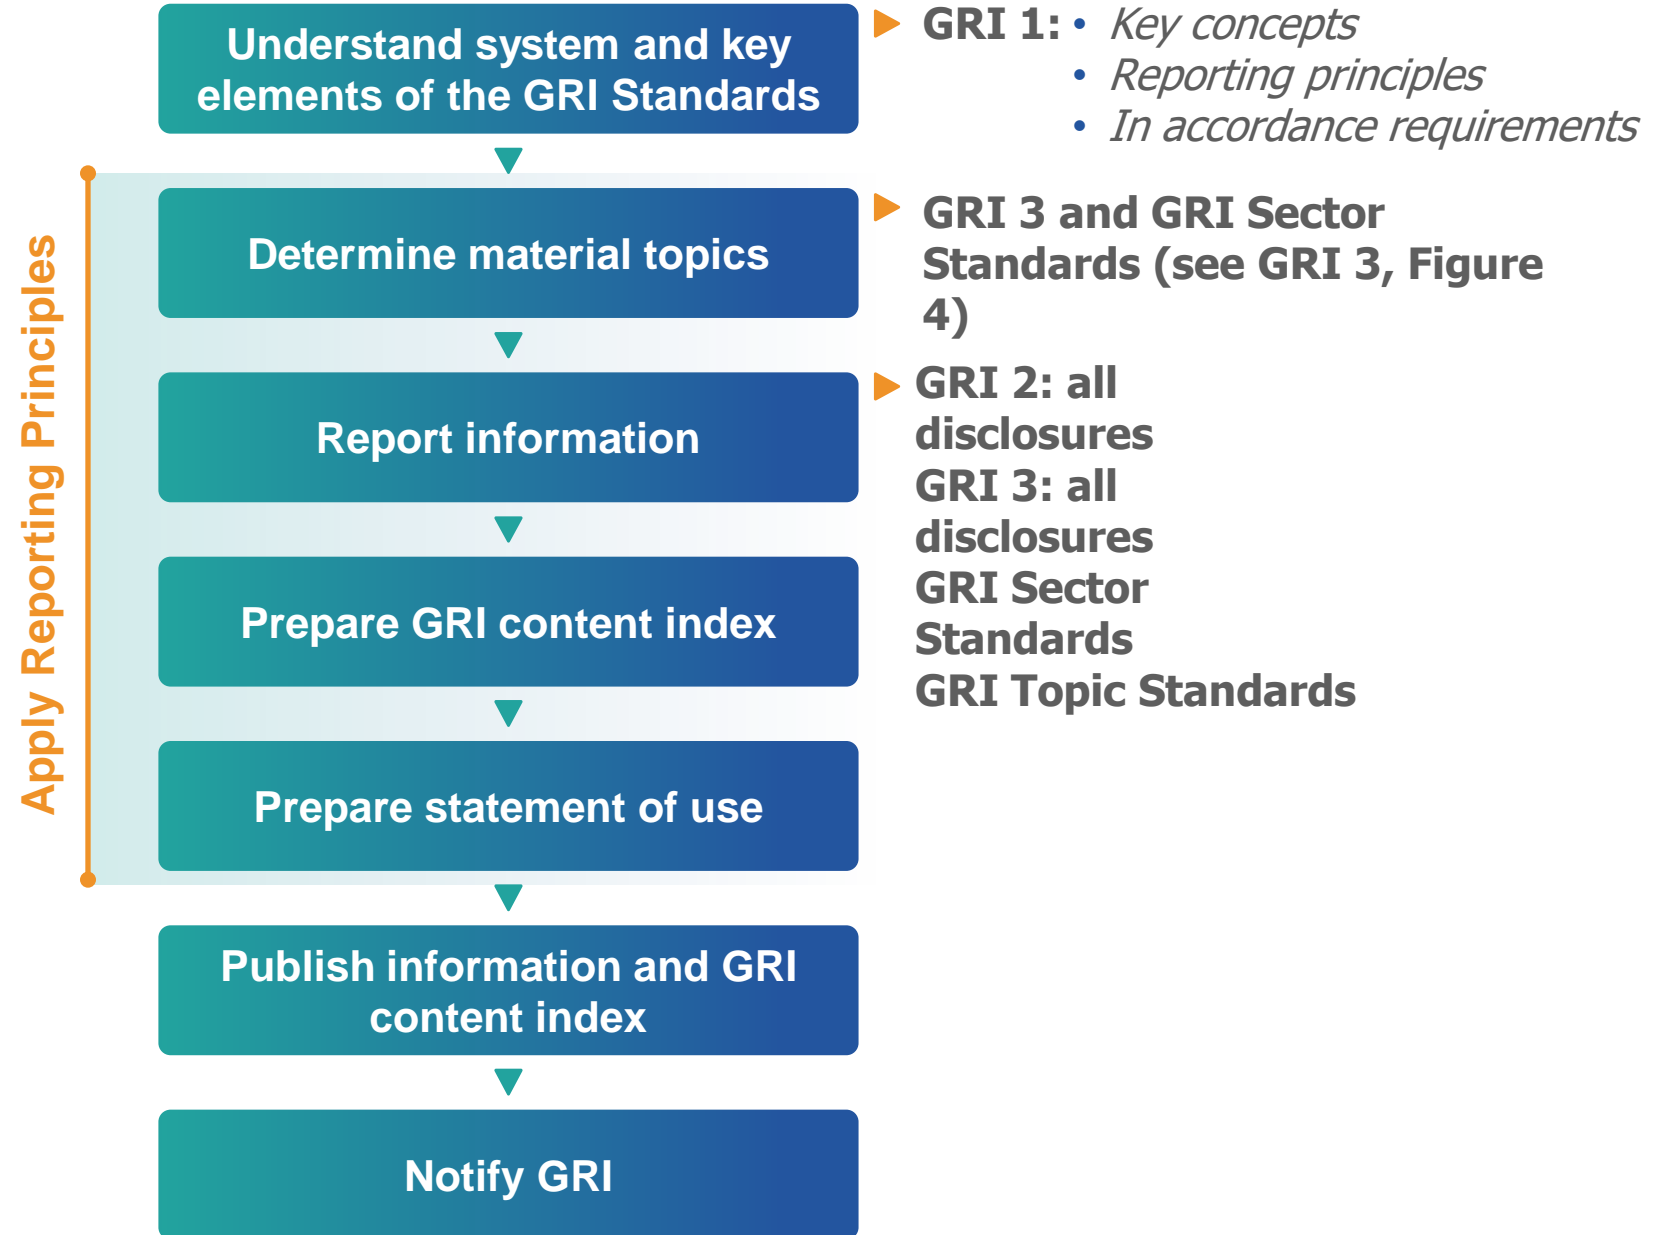 Understand system and key
elements of the GRI Standards
GRI 1: • Key concepts
• Reporting principles
• In accordance requirements
Apply Reporting Principles
Determine material topics
GRI 3 and GRI Sector
Standards (see GRI 3, Figure
4)
Report information
GRI 2: all
disclosures
GRI 3: all
disclosures
GRI Sector
Standards
GRI Topic Standards
Prepare GRI content index
Prepare statement of use
Publish information and GRI
content index
Notify GRI